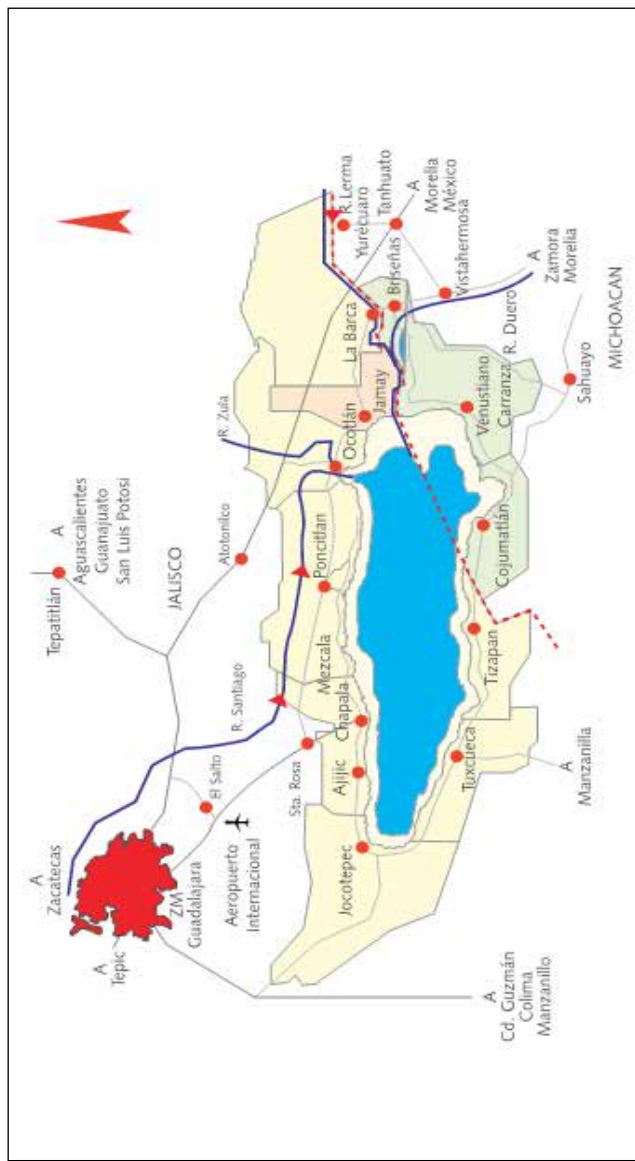 A
Zacatecas
A
Tepic
ZM
Guadalajara
Aeropuerto
Internacional
El Salto
R. Santiago
Tepatitlán
A
Aguascalientes
Guanajuato
San Luis Potosí
JALISCO
Atotonilco
R. Zula
Sta. Rosa
Jocotepec
Ajijic
Chapala
Mezcala
Poncitlan
Ocotlán
Jamay
La Barca
Briseñas
R. Lerma
Yurécuaro
Tanhuato
A
Morelia
México
Vistahermosa
A
Zamora
Morelia
R. Duero
Venustiano
Carranza
Sahuayo
MICHOACAN
Cojumatlán
Tizapan
Tuxcueca
A
Manzanilla
A
Cd. Guzmán
Colima
Manzanillo